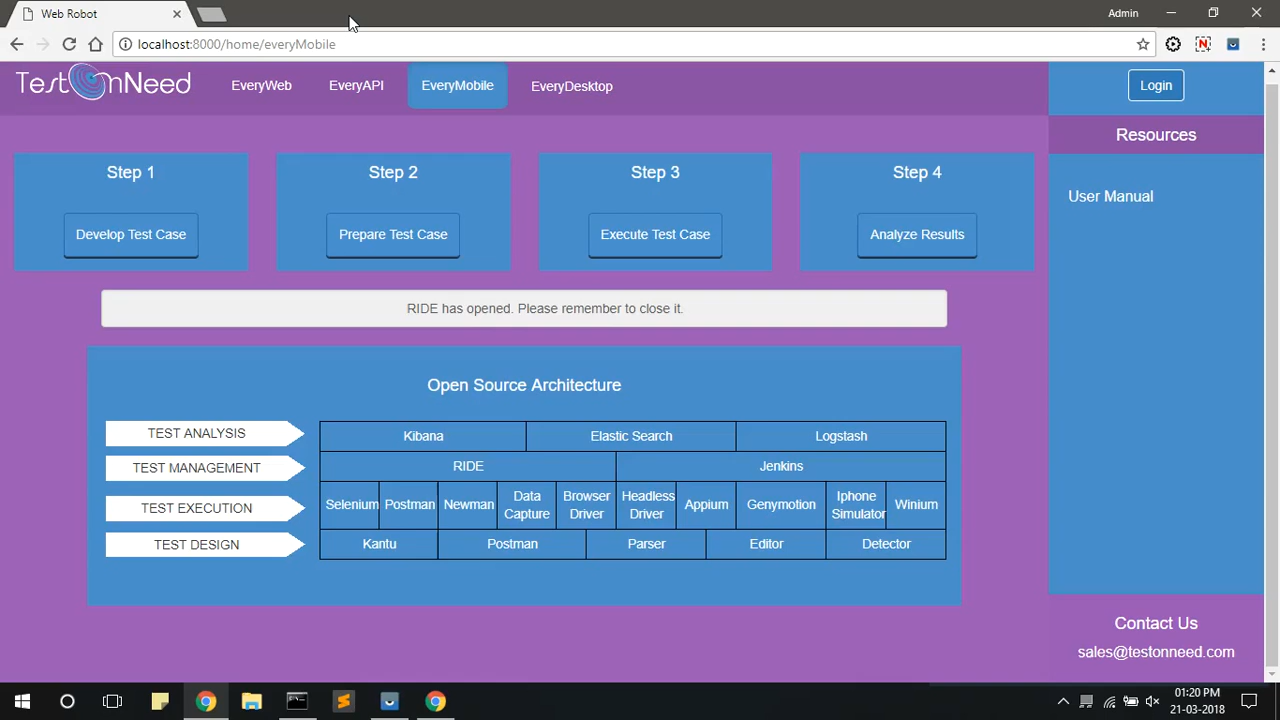 Web Robot
Admin
localhost:8000/home/everyMobile
TestOnNeed
EveryWeb
EveryAPI
EveryMobile
EveryDesktop
Login
Resources
User Manual
Step 1
Develop Test Case
Step 2
Prepare Test Case
Step 3
Execute Test Case
Step 4
Analyze Results
RIDE has opened. Please remember to close it.
Open Source Architecture
TEST ANALYSIS
Kibana
Elastic Search
Logstash
TEST MANAGEMENT
RIDE
Jenkins
TEST EXECUTION
Selenium
Postman
Newman
Data
Capture
Browser
Driver
Headless
Driver
Appium
Genymotion
Iphone
Simulator
Winium
TEST DESIGN
Kantu
Postman
Parser
Editor
Detector
Contact Us
sales@testonneed.com
01:20 PM
21-03-2018